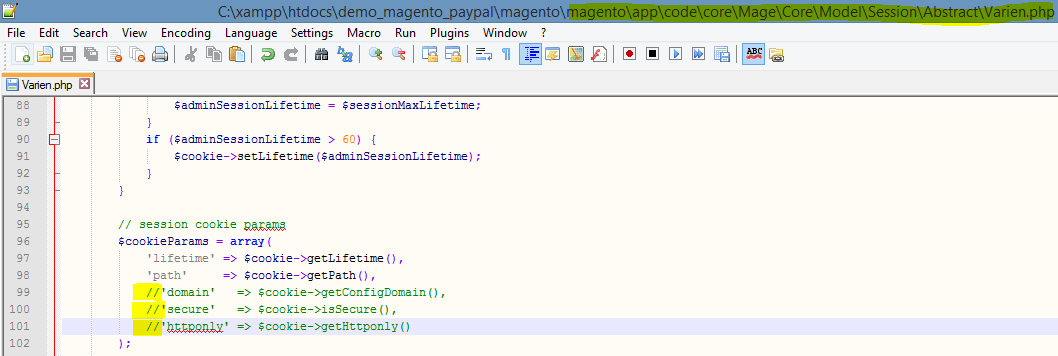 C:\xampp\htdocs\demo_magento_paypal\magento\magento\app\code\core\Mage\Core\Model\Session\Abstract\Varien.php
File Edit Search View Encoding Language Settings Macro Run Plugins Window ?
ABC
Varien.php
88 $adminSessionLifetime = $sessionMaxLifetime;
89 }
90 if ($adminSessionLifetime > 60) {
91 $cookie->setLifetime($adminSessionLifetime);
92 }
93 }
94
95 // session cookie params
96 $cookieParams = array(
97 'lifetime' => $cookie->getLifetime(),
98 'path' => $cookie->getPath(),
99 //'domain' => $cookie->getConfigDomain(),
100 //'secure' => $cookie->isSecure(),
101 //'httponly' => $cookie->getHttponly()
102 );